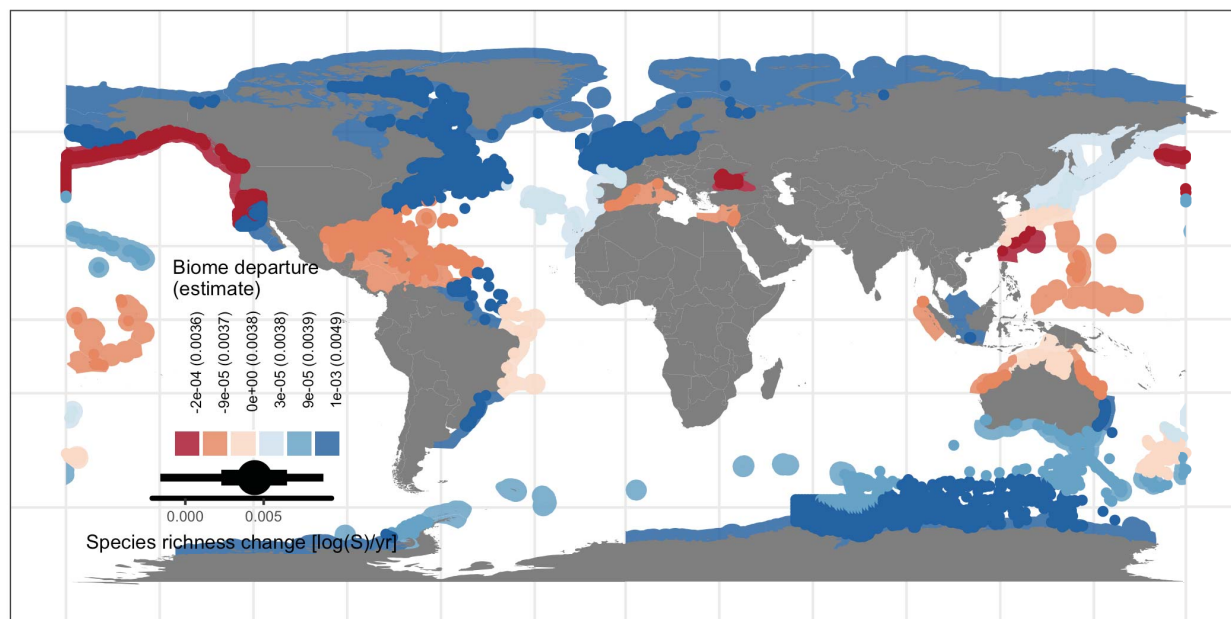 Biome departure
(estimate)
-2e-04 (0.0036)
-9e-05 (0.0037)
0e+00 (0.0038)
3e-05 (0.0038)
9e-05 (0.0039)
1e-03 (0.0049)
0.000 0.005
Species richness change [log(S)/yr]